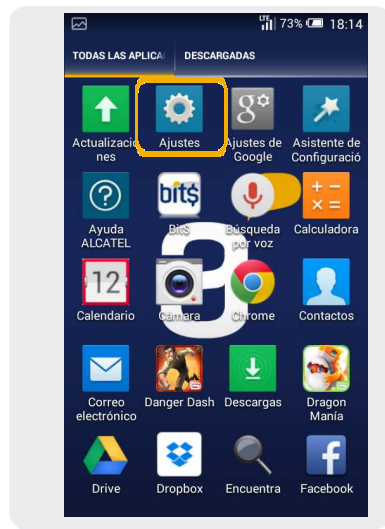 LTE 73% 18:14
TODAS LAS APLICA DESCARGADAS
g
Actualizacio
nes
Ajustes
Ajustes de
Google
Asistente de
Configuració
bit$
Ayuda
ALCATEL
Bit$
Búsqueda
por voz
Calculadora
12
Calendario
Cámara
Chrome
Contactos
Correo
electrónico
Danger Dash
Descargas
Dragon
Manía
Drive
Dropbox
Encuentra
Facebook